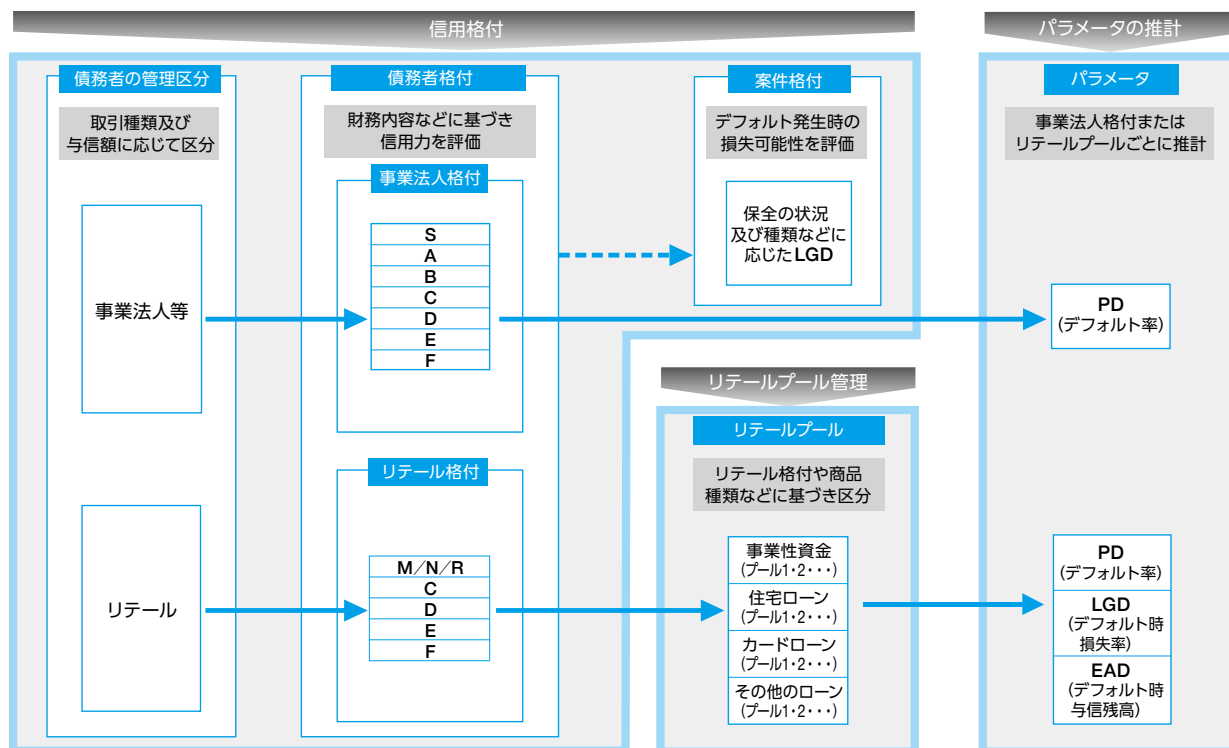 信用格付
パラメータの推計
債務者の管理区分
取引種類及び
与信額に応じて区分
事業法人等
リテール
債務者格付
財務内容などに基づき
信用力を評価
事業法人格付
S
A
B
C
D
E
F
リテール格付
M/N/R
C
D
E
F
案件格付
デフォルト発生時の
損失可能性を評価
保全の状況
及び種類などに
応じたLGD
リテールプール管理
リテールプール
リテール格付や商品
種類などに基づき区分
事業性資金
(プール1・2・・・)
住宅ローン
(プール1・2・・・)
カードローン
(プール1・2・・・)
その他のローン
(プール1・2・・・)
パラメータ
事業法人格付または
リテールプールごとに推計
PD
(デフォルト率)
PD
(デフォルト率)
LGD
(デフォルト時
損失率)
EAD
(デフォルト時
与信残高)